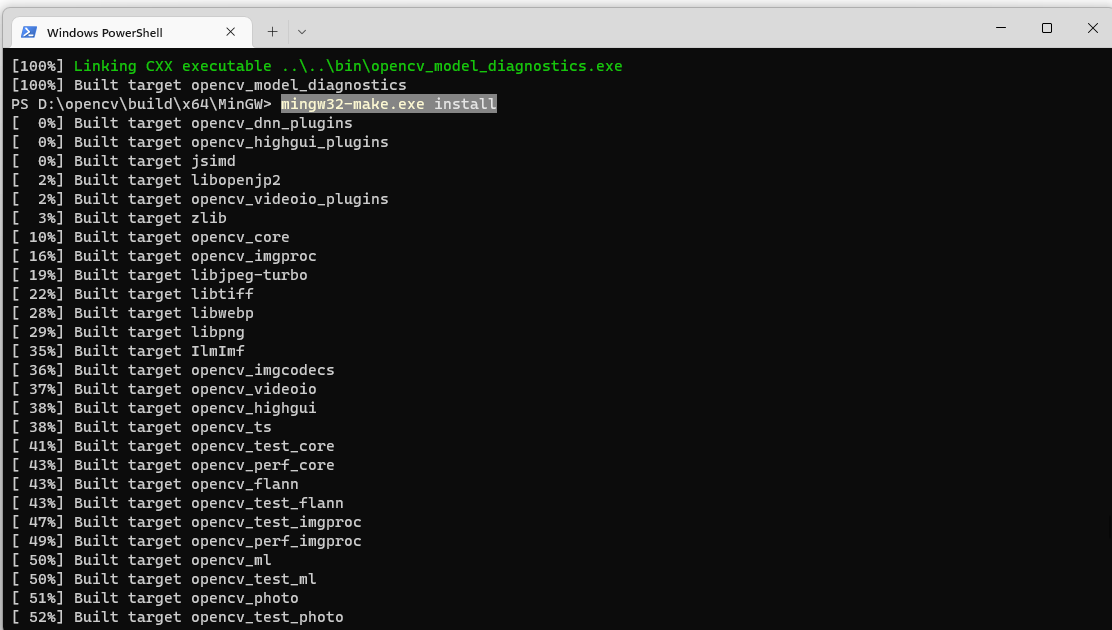 Windows PowerShell
[100%] Linking CXX executable ..\..\bin\opencv_model_diagnostics.exe
[100%] Built target opencv_model_diagnostics
PS D:\opencv\build\x64\MinGW> mingw32-make.exe install
[  0%] Built target opencv_dnn_plugins
[  0%] Built target opencv_highgui_plugins
[  0%] Built target jsimd
[  2%] Built target libopenjp2
[  2%] Built target opencv_videoio_plugins
[  3%] Built target zlib
[ 10%] Built target opencv_core
[ 16%] Built target opencv_imgproc
[ 19%] Built target libjpeg-turbo
[ 22%] Built target libtiff
[ 28%] Built target libwebp
[ 29%] Built target libpng
[ 35%] Built target IlmImf
[ 36%] Built target opencv_imgcodecs
[ 37%] Built target opencv_videoio
[ 38%] Built target opencv_highgui
[ 38%] Built target opencv_ts
[ 41%] Built target opencv_test_core
[ 43%] Built target opencv_perf_core
[ 43%] Built target opencv_flann
[ 43%] Built target opencv_test_flann
[ 47%] Built target opencv_test_imgproc
[ 49%] Built target opencv_perf_imgproc
[ 50%] Built target opencv_ml
[ 50%] Built target opencv_test_ml
[ 51%] Built target opencv_photo
[ 52%] Built target opencv_test_photo